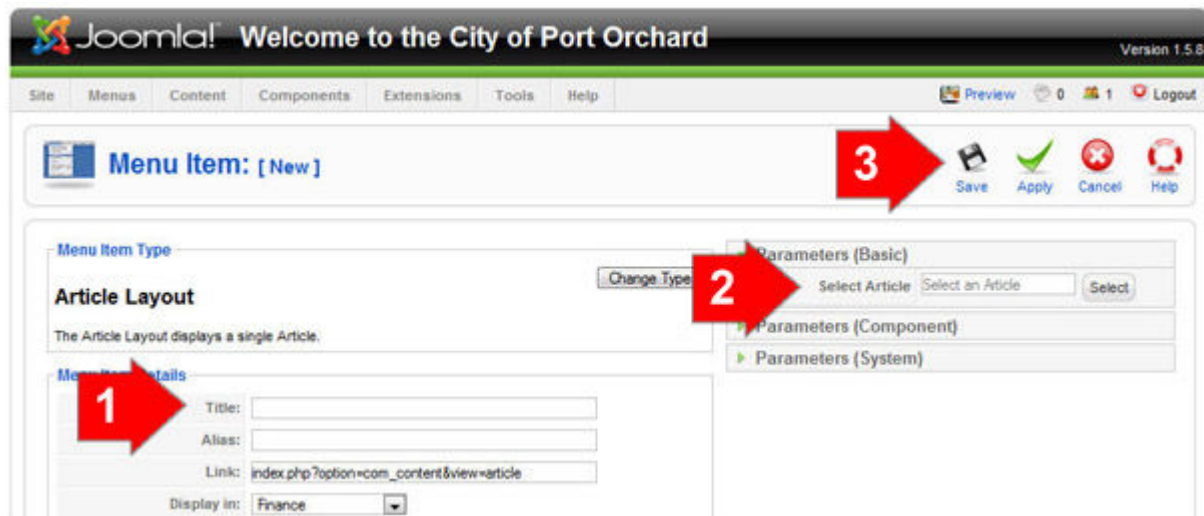 Joomla! Welcome to the City of Port Orchard
Version 1.5.8
Site Menus Content Components Extensions Tools Help Preview 0 1 Logout
Menu Item: [ New ]
3
Save Apply Cancel Help
Menu Item Type
Change Type
Article Layout
The Article Layout displays a single Article.
2
Parameters (Basic)
Select Article Select an Article Select
Parameters (Component)
Parameters (System)
Menu Item Details
1
Title:
Alias:
Link: index.php?option=com_content&view=article
Display in: Finance